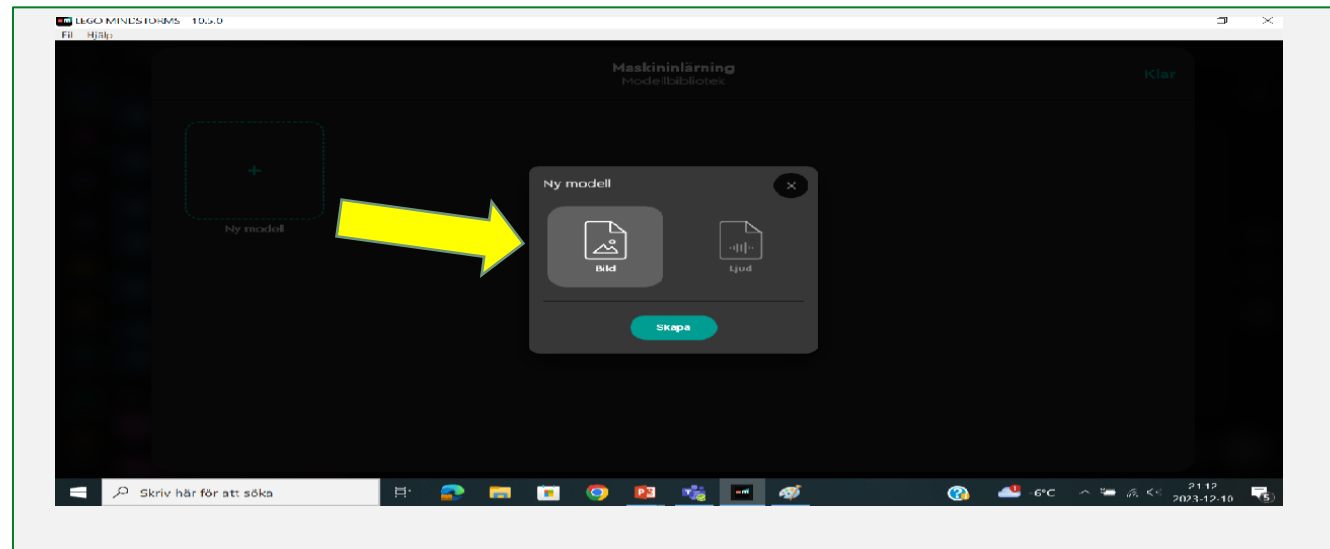 LEGO MINDSTORMS 10.5.0
Fil Hjälp
Maskininlärning
Modellbibliotek
Klar
+
Ny modell
Ny modell
Bild
Ljud
Skapa
Skriv här för att söka
-6°C
21:12
2023-12-10
5